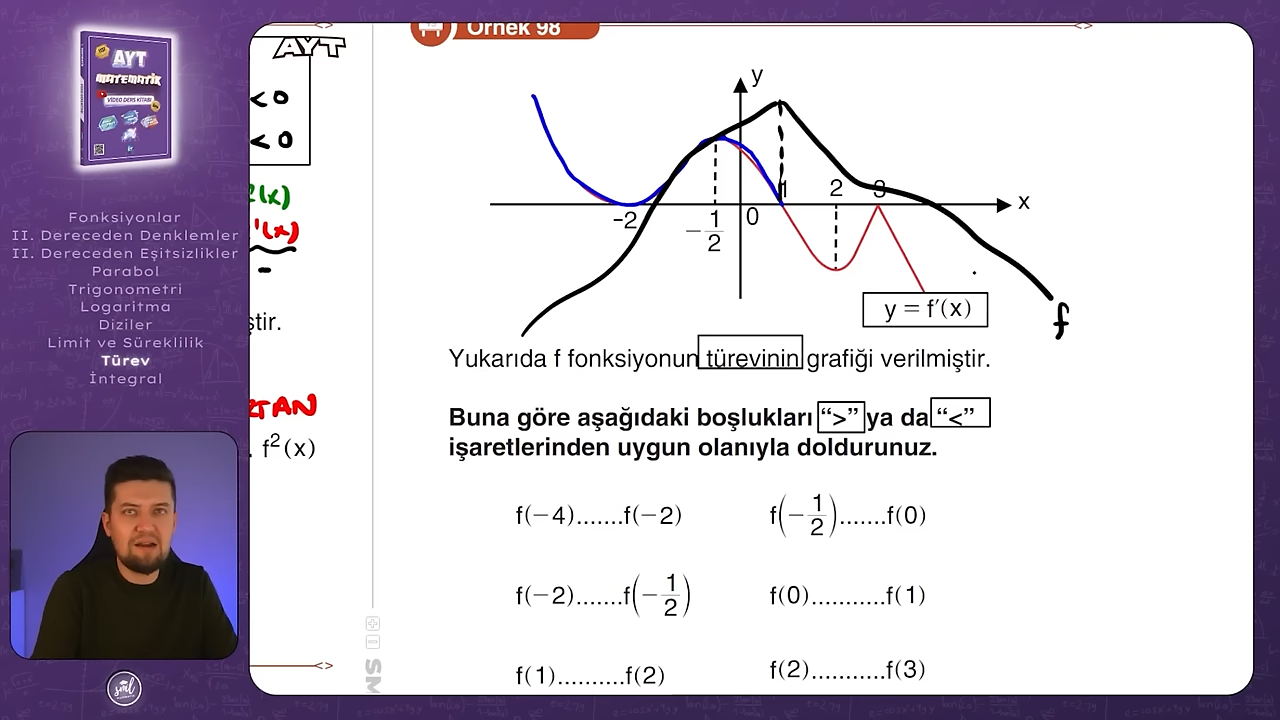 AYT
MATEMATİK
VİDEO DERS KİTABI
Fonksiyonlar
II. Dereceden Denklemler
II. Dereceden Eşitsizlikler
Parabol
Trigonometri
Logaritma
Diziler
Limit ve Süreklilik
Türev
İntegral
sml
AYT
<0
<0
(x)
'(x)
-
ştir.
RTAN
. f²(x)
SM
Örnek 98
y
x
-2
-1/2
0
1
2
3
y = f'(x)
f
Yukarıda f fonksiyonun türevinin grafiği verilmiştir.
Buna göre aşağıdaki boşlukları “>” ya da “<”
işaretlerinden uygun olanıyla doldurunuz.
f(−4).......f(−2)
f(−1/2).......f(0)
f(−2).......f(−1/2)
f(0)...........f(1)
f(1)..........f(2)
f(2)...........f(3)